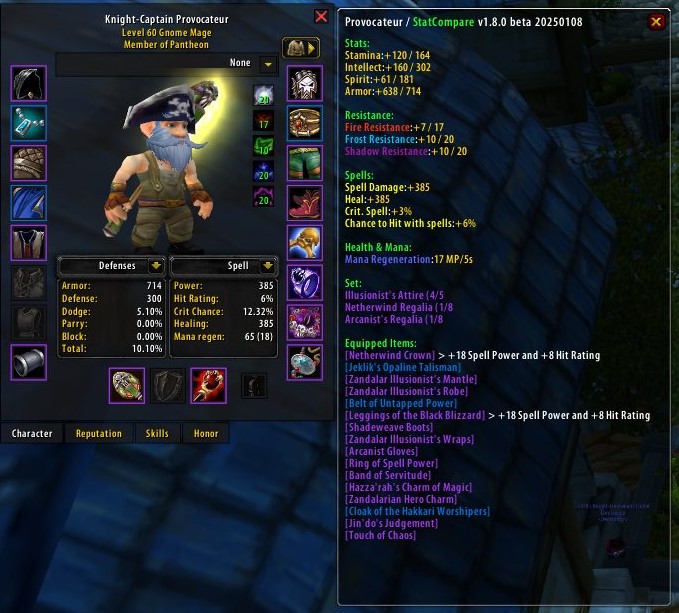 Knight-Captain Provocateur
Level 60 Gnome Mage
Member of Pantheon
None
20
17
10
20
20
Defenses
Armor: 714
Defense: 300
Dodge: 5.10%
Parry: 0.00%
Block: 0.00%
Total: 10.10%
Spell
Power: 385
Hit Rating: 6%
Crit Chance: 12.32%
Healing: 385
Mana regen: 65 (18)
Character
Reputation
Skills
Honor
Provocateur / StatCompare v1.8.0 beta 20250108
Stats:
Stamina:+120 / 164
Intellect:+160 / 302
Spirit:+61 / 181
Armor:+638 / 714
Resistance:
Fire Resistance:+7 / 17
Frost Resistance:+10 / 20
Shadow Resistance:+10 / 20
Spells:
Spell Damage:+385
Heal:+385
Crit. Spell:+3%
Chance to Hit with spells:+6%
Health & Mana:
Mana Regeneration:17 MP/5s
Set:
Illusionist's Attire (4/5
Netherwind Regalia (1/8
Arcanist's Regalia (1/8
Equipped Items:
[Netherwind Crown] > +18 Spell Power and +8 Hit Rating
[Jeklik's Opaline Talisman]
[Zandalar Illusionist's Mantle]
[Zandalar Illusionist's Robe]
[Belt of Untapped Power]
[Leggings of the Black Blizzard] > +18 Spell Power and +8 Hit Rating
[Shadeweave Boots]
[Zandalar Illusionist's Wraps]
[Arcanist Gloves]
[Ring of Spell Power]
[Band of Servitude]
[Hazza'rah's Charm of Magic]
[Zandalarian Hero Charm]
[Cloak of the Hakkari Worshipers]
[Jin'do's Judgement]
[Touch of Chaos]